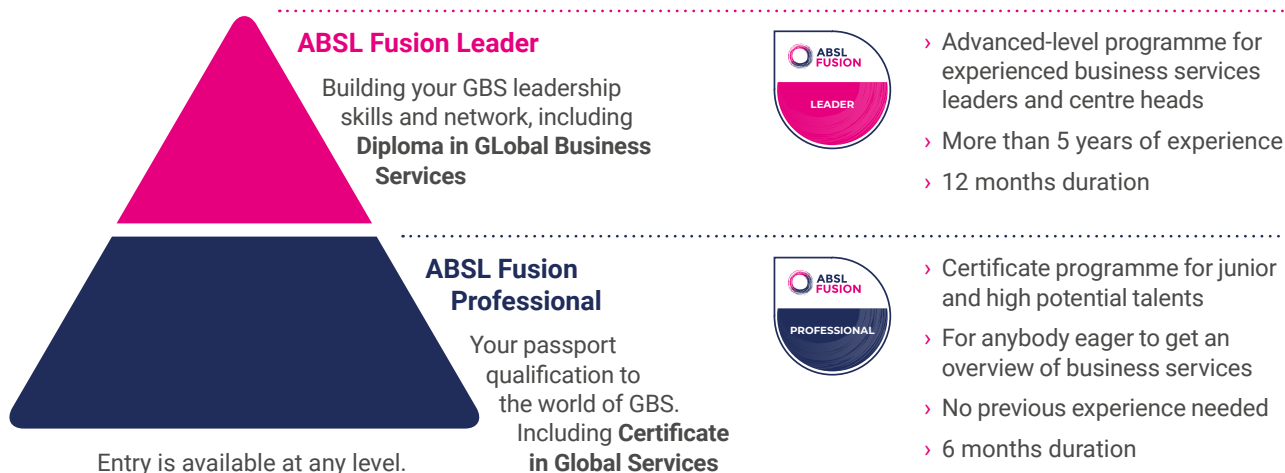 ABSL Fusion Leader
Building your GBS leadership
skills and network, including
Diploma in GLobal Business
Services
ABSL
FUSION
LEADER
› Advanced-level programme for
experienced business services
leaders and centre heads
› More than 5 years of experience
› 12 months duration
ABSL Fusion
Professional
Your passport
qualification to
the world of GBS.
Including Certificate
in Global Services
ABSL
FUSION
PROFESSIONAL
› Certificate programme for junior
and high potential talents
› For anybody eager to get an
overview of business services
› No previous experience needed
› 6 months duration
Entry is available at any level.